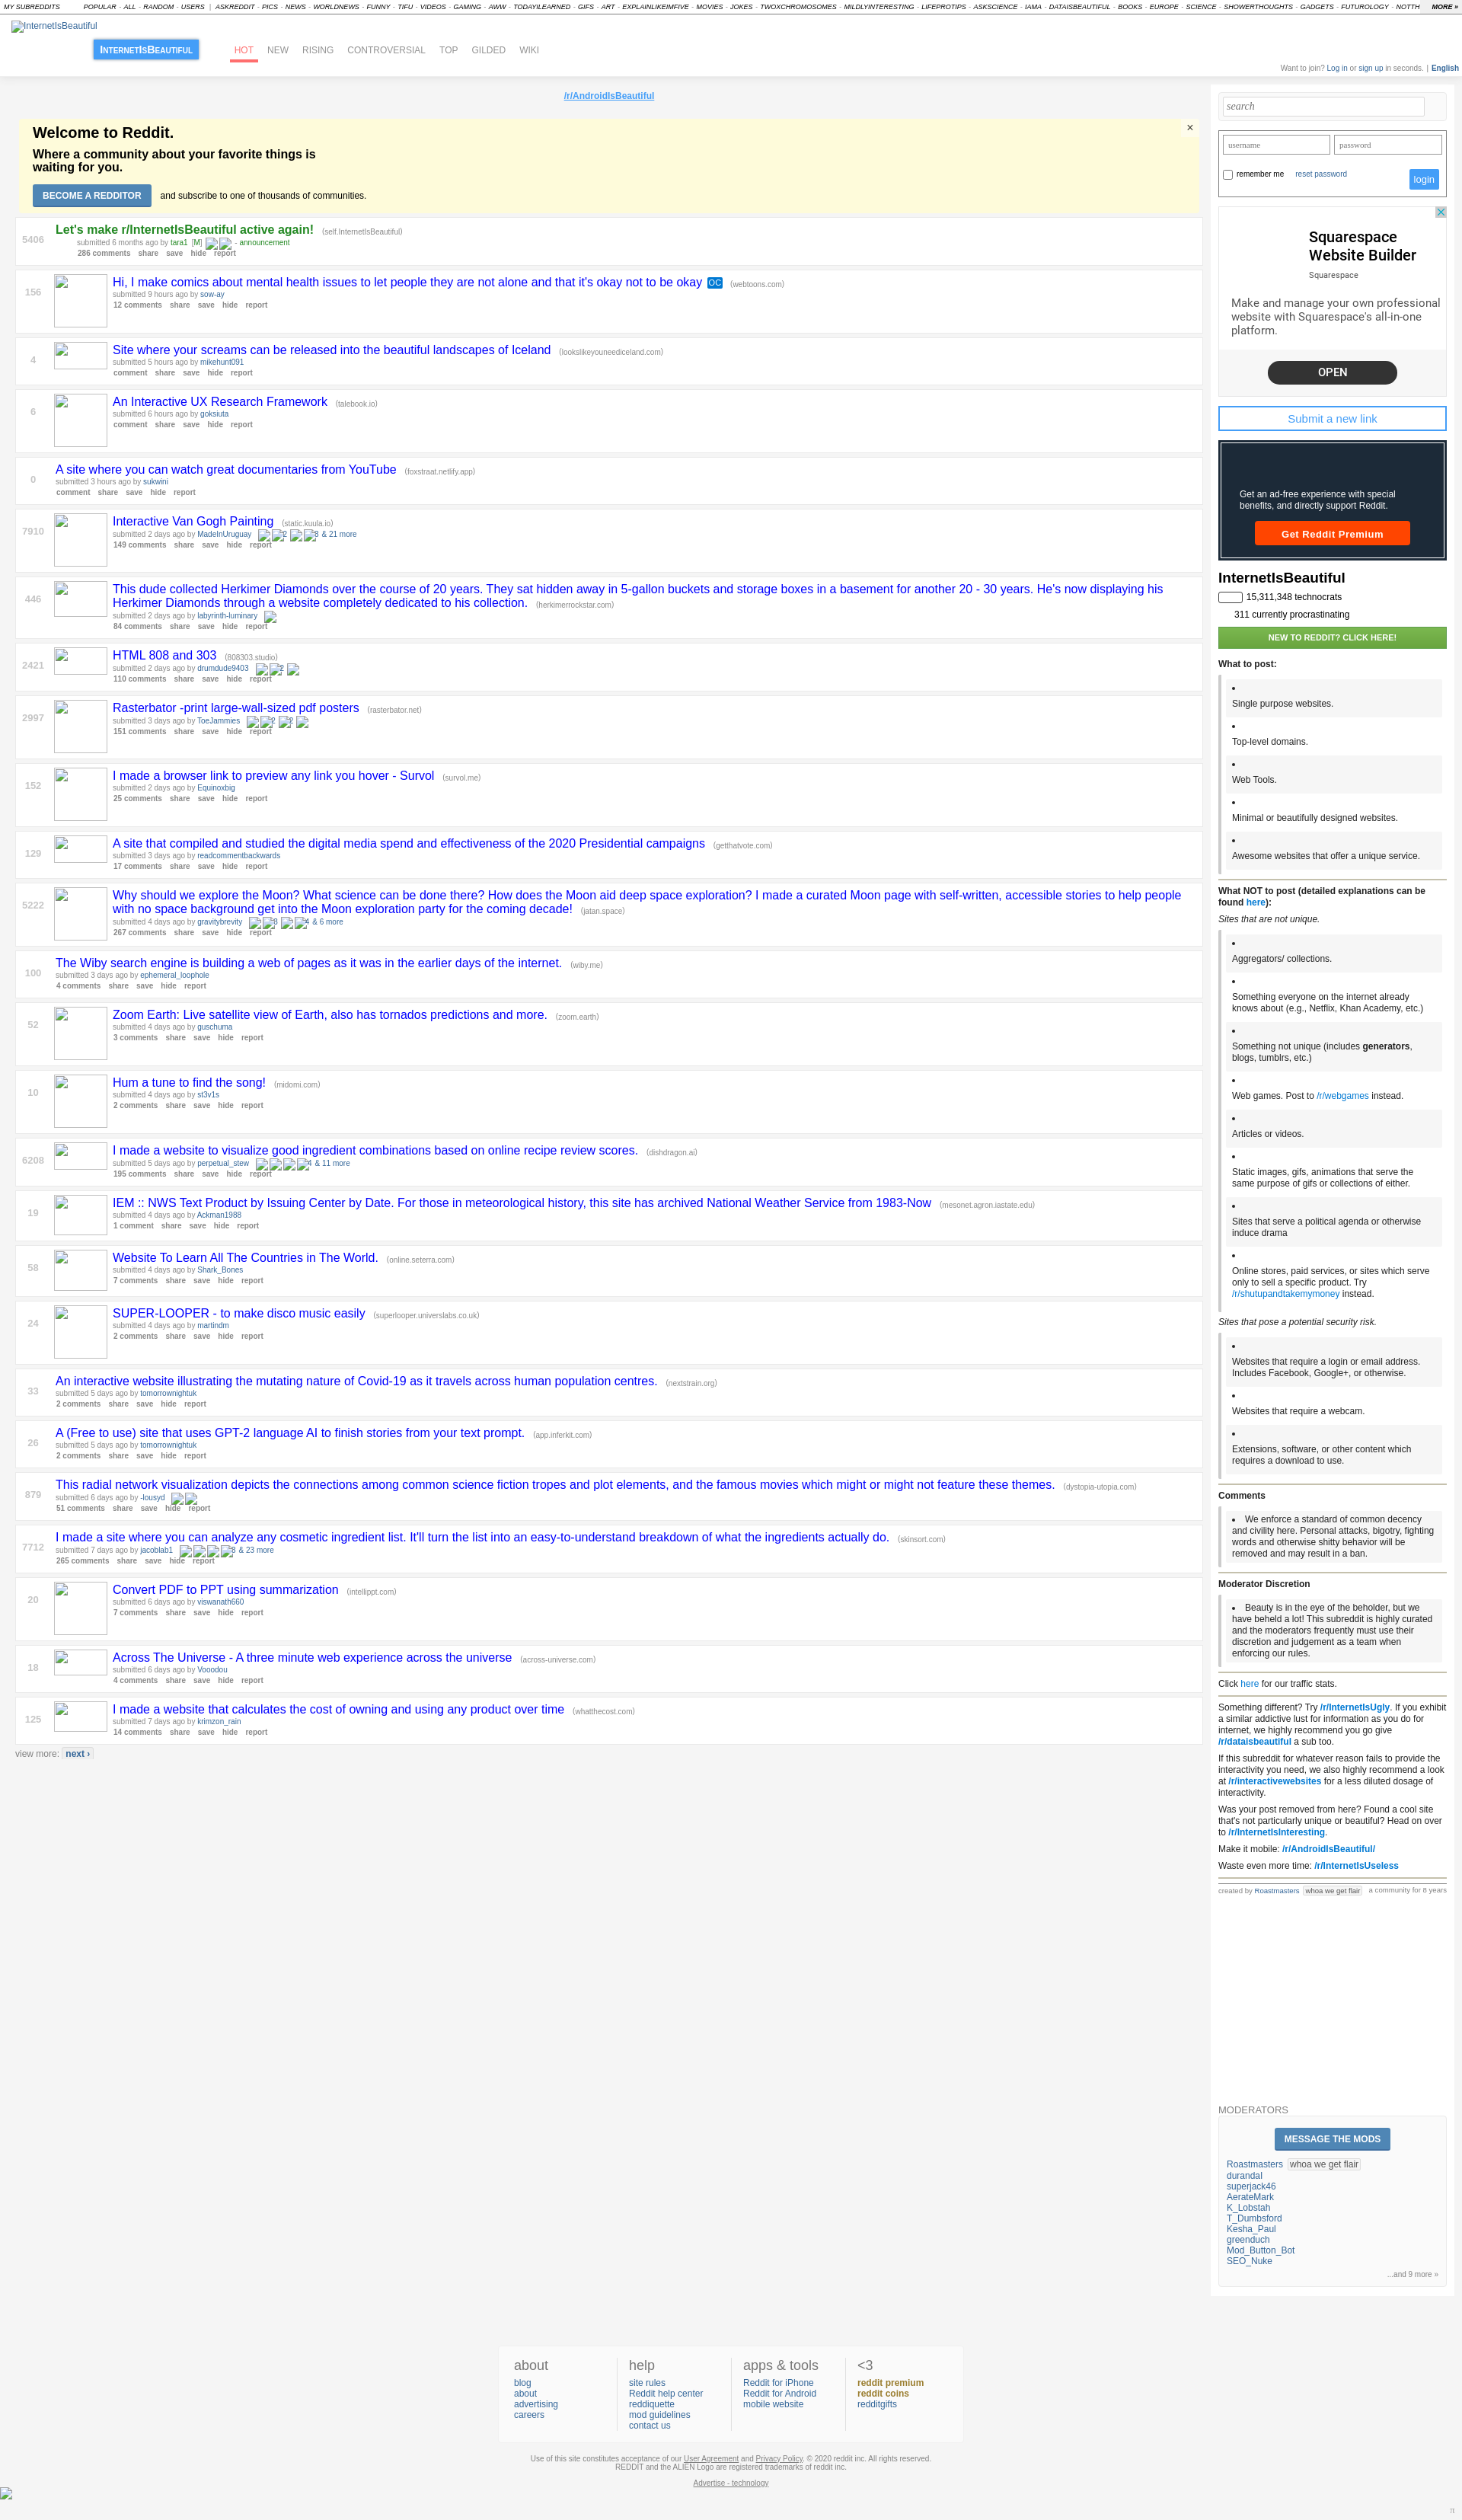 MY SUBREDDITS POPULAR - ALL - RANDOM - USERS | ASKREDDIT - PICS - NEWS - WORLDNEWS - FUNNY - TIFU - VIDEOS - GAMING - AWW - TODAYILEARNED - GIFS - ART - EXPLAINLIKEIMFIVE - MOVIES - JOKES - TWOXCHROMOSOMES - MILDLYINTERESTING - LIFEPROTIPS - ASKSCIENCE - IAMA - DATAISBEAUTIFUL - BOOKS - EUROPE - SCIENCE - SHOWERTHOUGHTS - GADGETS - FUTUROLOGY - NOTTH MORE »
InternetIsBeautiful
InternetIsBeautiful HOT NEW RISING CONTROVERSIAL TOP GILDED WIKI
Want to join? Log in or sign up in seconds. | English
/r/AndroidIsBeautiful
Welcome to Reddit.
Where a community about your favorite things is
waiting for you.
BECOME A REDDITOR and subscribe to one of thousands of communities.
×
5406
Let's make r/InternetIsBeautiful active again! (self.InternetIsBeautiful)
submitted 6 months ago by tara1 [M] - announcement
286 comments share save hide report
156
Hi, I make comics about mental health issues to let people they are not alone and that it's okay not to be okay OC (webtoons.com)
submitted 9 hours ago by sow-ay
12 comments share save hide report
4
Site where your screams can be released into the beautiful landscapes of Iceland (lookslikeyouneediceland.com)
submitted 5 hours ago by mikehunt091
comment share save hide report
6
An Interactive UX Research Framework (talebook.io)
submitted 6 hours ago by goksiuta
comment share save hide report
0
A site where you can watch great documentaries from YouTube (foxstraat.netlify.app)
submitted 3 hours ago by sukwini
comment share save hide report
7910
Interactive Van Gogh Painting (static.kuula.io)
submitted 2 days ago by MadeInUruguay 2 8 & 21 more
149 comments share save hide report
446
This dude collected Herkimer Diamonds over the course of 20 years. They sat hidden away in 5-gallon buckets and storage boxes in a basement for another 20 - 30 years. He's now displaying his
Herkimer Diamonds through a website completely dedicated to his collection. (herkimerrockstar.com)
submitted 2 days ago by labyrinth-luminary
84 comments share save hide report
2421
HTML 808 and 303 (808303.studio)
submitted 2 days ago by drumdude9403 2
110 comments share save hide report
2997
Rasterbator -print large-wall-sized pdf posters (rasterbator.net)
submitted 3 days ago by ToeJammies 2 2
151 comments share save hide report
152
I made a browser link to preview any link you hover - Survol (survol.me)
submitted 2 days ago by Equinoxbig
25 comments share save hide report
129
A site that compiled and studied the digital media spend and effectiveness of the 2020 Presidential campaigns (getthatvote.com)
submitted 3 days ago by readcommentbackwards
17 comments share save hide report
5222
Why should we explore the Moon? What science can be done there? How does the Moon aid deep space exploration? I made a curated Moon page with self-written, accessible stories to help people
with no space background get into the Moon exploration party for the coming decade! (jatan.space)
submitted 4 days ago by gravitybrevity 3 4 & 6 more
267 comments share save hide report
100
The Wiby search engine is building a web of pages as it was in the earlier days of the internet. (wiby.me)
submitted 3 days ago by ephemeral_loophole
4 comments share save hide report
52
Zoom Earth: Live satellite view of Earth, also has tornados predictions and more. (zoom.earth)
submitted 4 days ago by guschuma
3 comments share save hide report
10
Hum a tune to find the song! (midomi.com)
submitted 4 days ago by st3v1s
2 comments share save hide report
6208
I made a website to visualize good ingredient combinations based on online recipe review scores. (dishdragon.ai)
submitted 5 days ago by perpetual_stew 4 & 11 more
195 comments share save hide report
19
IEM :: NWS Text Product by Issuing Center by Date. For those in meteorological history, this site has archived National Weather Service from 1983-Now (mesonet.agron.iastate.edu)
submitted 4 days ago by Ackman1988
1 comment share save hide report
58
Website To Learn All The Countries in The World. (online.seterra.com)
submitted 4 days ago by Shark_Bones
7 comments share save hide report
24
SUPER-LOOPER - to make disco music easily (superlooper.universlabs.co.uk)
submitted 4 days ago by martindm
2 comments share save hide report
33
An interactive website illustrating the mutating nature of Covid-19 as it travels across human population centres. (nextstrain.org)
submitted 5 days ago by tomorrownightuk
2 comments share save hide report
26
A (Free to use) site that uses GPT-2 language AI to finish stories from your text prompt. (app.inferkit.com)
submitted 5 days ago by tomorrownightuk
2 comments share save hide report
879
This radial network visualization depicts the connections among common science fiction tropes and plot elements, and the famous movies which might or might not feature these themes. (dystopia-utopia.com)
submitted 6 days ago by -lousyd
51 comments share save hide report
7712
I made a site where you can analyze any cosmetic ingredient list. It'll turn the list into an easy-to-understand breakdown of what the ingredients actually do. (skinsort.com)
submitted 7 days ago by jacoblab1 8 & 23 more
265 comments share save hide report
20
Convert PDF to PPT using summarization (intellippt.com)
submitted 6 days ago by viswanath660
7 comments share save hide report
18
Across The Universe - A three minute web experience across the universe (across-universe.com)
submitted 6 days ago by Vooodou
4 comments share save hide report
125
I made a website that calculates the cost of owning and using any product over time (whatthecost.com)
submitted 7 days ago by krimzon_rain
14 comments share save hide report
view more: next ›
search
username password
remember me reset password login
Squarespace
Website Builder
Squarespace
Make and manage your own professional
website with Squarespace's all-in-one
platform.
OPEN
Submit a new link
Get an ad-free experience with special
benefits, and directly support Reddit.
Get Reddit Premium
InternetIsBeautiful
15,311,348 technocrats
311 currently procrastinating
NEW TO REDDIT? CLICK HERE!
What to post:
•
Single purpose websites.
•
Top-level domains.
•
Web Tools.
•
Minimal or beautifully designed websites.
•
Awesome websites that offer a unique service.
What NOT to post (detailed explanations can be
found here):
Sites that are not unique.
•
Aggregators/ collections.
•
Something everyone on the internet already
knows about (e.g., Netflix, Khan Academy, etc.)
•
Something not unique (includes generators,
blogs, tumblrs, etc.)
•
Web games. Post to /r/webgames instead.
•
Articles or videos.
•
Static images, gifs, animations that serve the
same purpose of gifs or collections of either.
•
Sites that serve a political agenda or otherwise
induce drama
•
Online stores, paid services, or sites which serve
only to sell a specific product. Try
/r/shutupandtakemymoney instead.
Sites that pose a potential security risk.
•
Websites that require a login or email address.
Includes Facebook, Google+, or otherwise.
•
Websites that require a webcam.
•
Extensions, software, or other content which
requires a download to use.
Comments
• We enforce a standard of common decency
and civility here. Personal attacks, bigotry, fighting
words and otherwise shitty behavior will be
removed and may result in a ban.
Moderator Discretion
• Beauty is in the eye of the beholder, but we
have beheld a lot! This subreddit is highly curated
and the moderators frequently must use their
discretion and judgement as a team when
enforcing our rules.
Click here for our traffic stats.
Something different? Try /r/InternetIsUgly. If you exhibit
a similar addictive lust for information as you do for
internet, we highly recommend you go give
/r/dataisbeautiful a sub too.
If this subreddit for whatever reason fails to provide the
interactivity you need, we also highly recommend a look
at /r/interactivewebsites for a less diluted dosage of
interactivity.
Was your post removed from here? Found a cool site
that's not particularly unique or beautiful? Head on over
to /r/InternetIsInteresting.
Make it mobile: /r/AndroidIsBeautiful/
Waste even more time: /r/InternetIsUseless
created by Roastmasters whoa we get flair a community for 8 years
MODERATORS
MESSAGE THE MODS
Roastmasters whoa we get flair
durandal
superjack46
AerateMark
K_Lobstah
T_Dumbsford
Kesha_Paul
greenduch
Mod_Button_Bot
SEO_Nuke
...and 9 more »
about
blog
about
advertising
careers
help
site rules
Reddit help center
reddiquette
mod guidelines
contact us
apps & tools
Reddit for iPhone
Reddit for Android
mobile website
<3
reddit premium
reddit coins
redditgifts
Use of this site constitutes acceptance of our User Agreement and Privacy Policy. © 2020 reddit inc. All rights reserved.
REDDIT and the ALIEN Logo are registered trademarks of reddit inc.
Advertise - technology
π